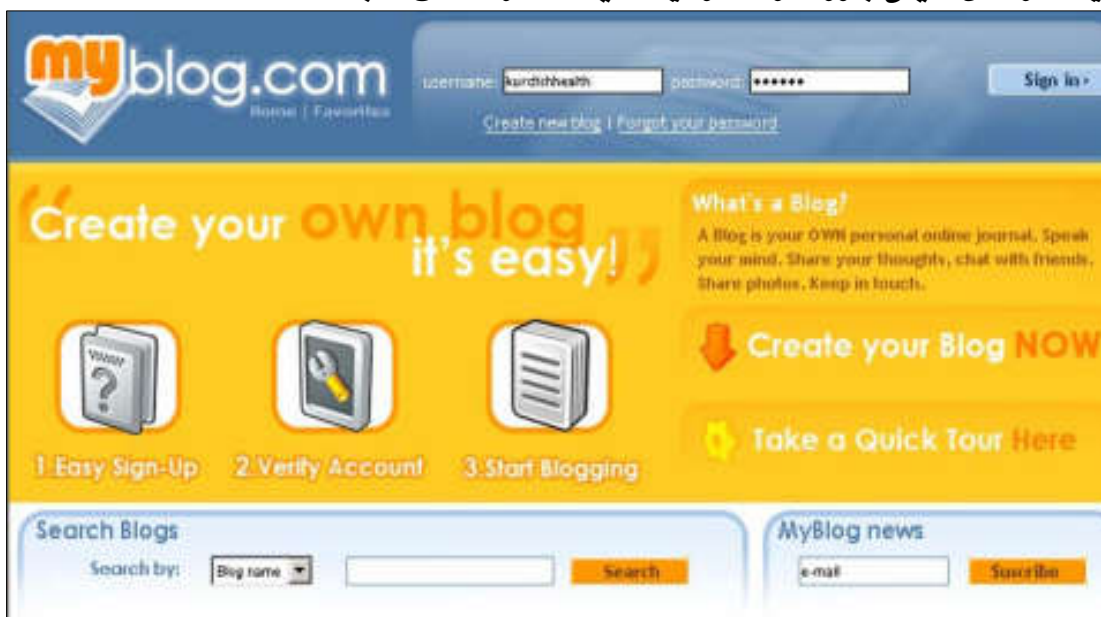 myblog.com
Home | Favorites
username: kurdishhealth password: ●●●●●● Sign in ›
Create new blog | Forgot your password
“Create your own blog
it's easy!”
What's a Blog?
A Blog is your OWN personal online journal. Speak
your mind. Share your thoughts, chat with friends.
Share photos. Keep in touch.
Create your Blog NOW
Take a Quick Tour Here
WWW
?
1.Easy Sign-Up 2.Verify Account 3.Start Blogging
Search Blogs
Search by: Blog name Search
MyBlog news
e-mail Suscribe